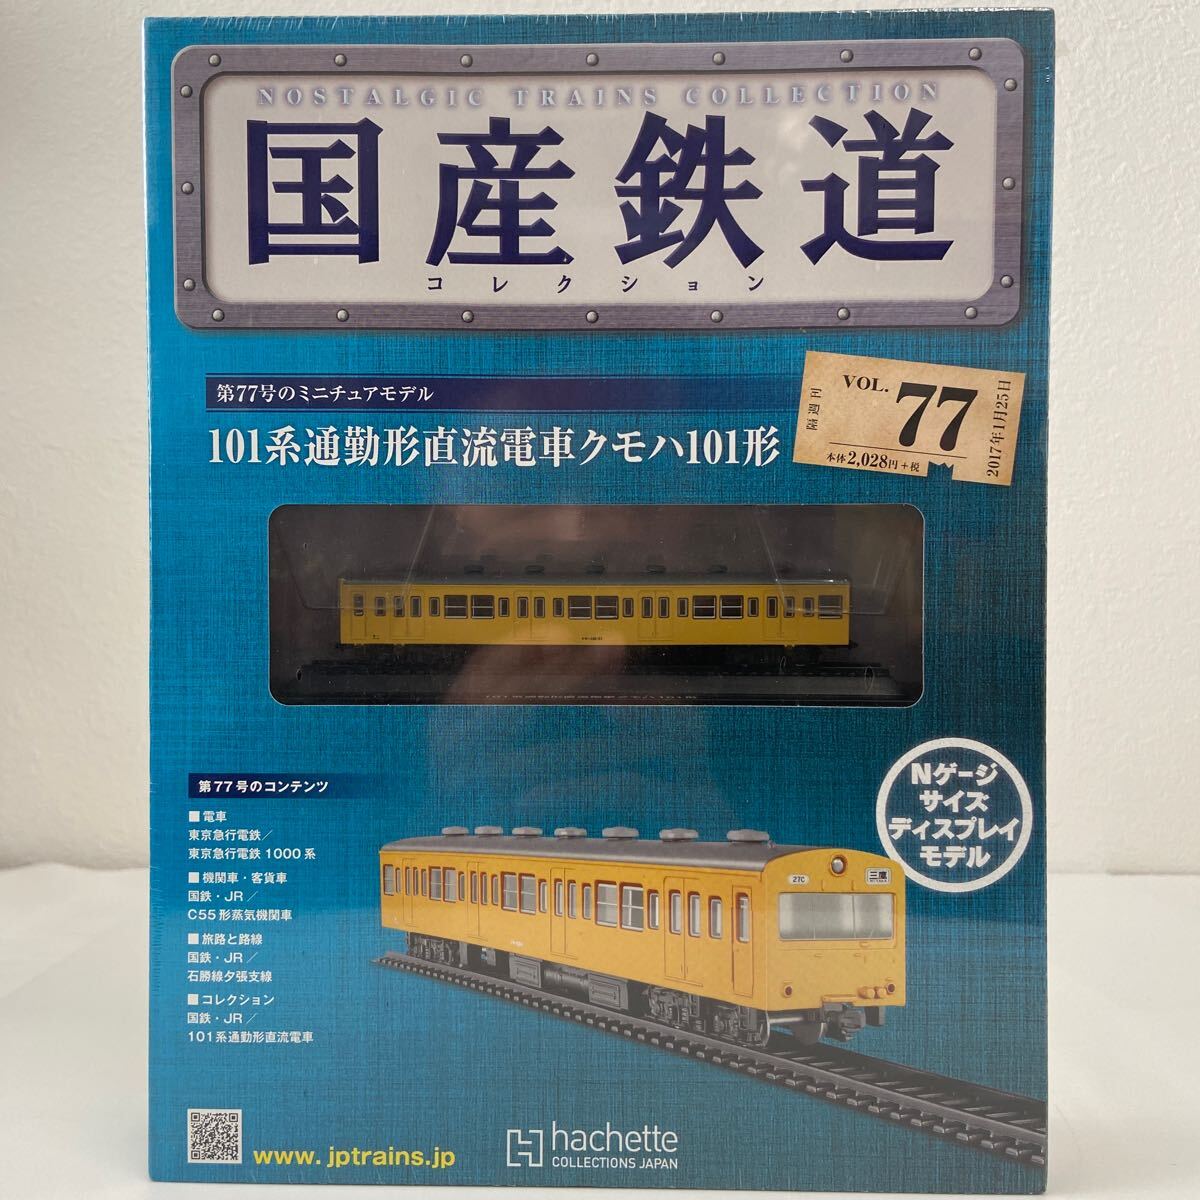 NOSTALGIC TRAINS COLLECTION
国産鉄道
コレクション
第77号のミニチュアモデル
101系通勤形直流電車クモハ101形
隔週刊
VOL. 77
本体2,028円+税
2017年1月25日
Nゲージ
サイズ
ディスプレイ
モデル
第77号のコンテンツ
■電車
東京急行電鉄/
東京急行電鉄1000系
■機関車・客貨車
国鉄・JR/
C55形蒸気機関車
■旅路と路線
国鉄・JR/
石勝線夕張支線
■コレクション
国鉄・JR/
101系通勤形直流電車
27C
三鷹
www.jptrains.jp
hachette
COLLECTIONS JAPAN